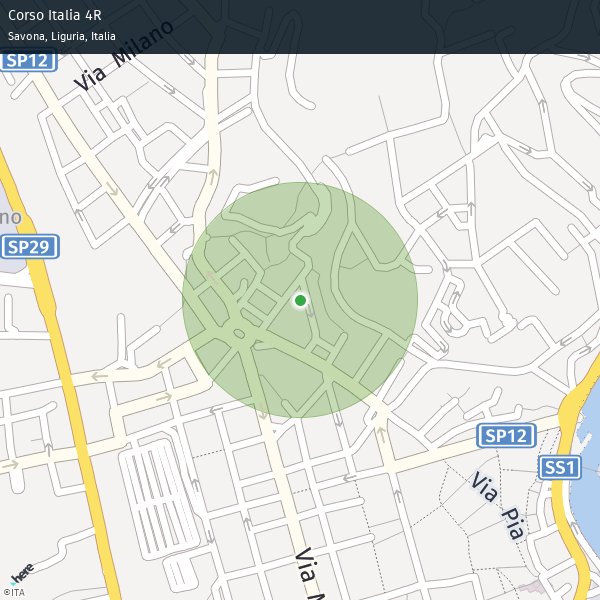 Corso Italia 4R
Savona, Liguria, Italia
Via Milano
SP12
no
SP29
SP12
SS1
Via Pia
Via M
here
©ITA